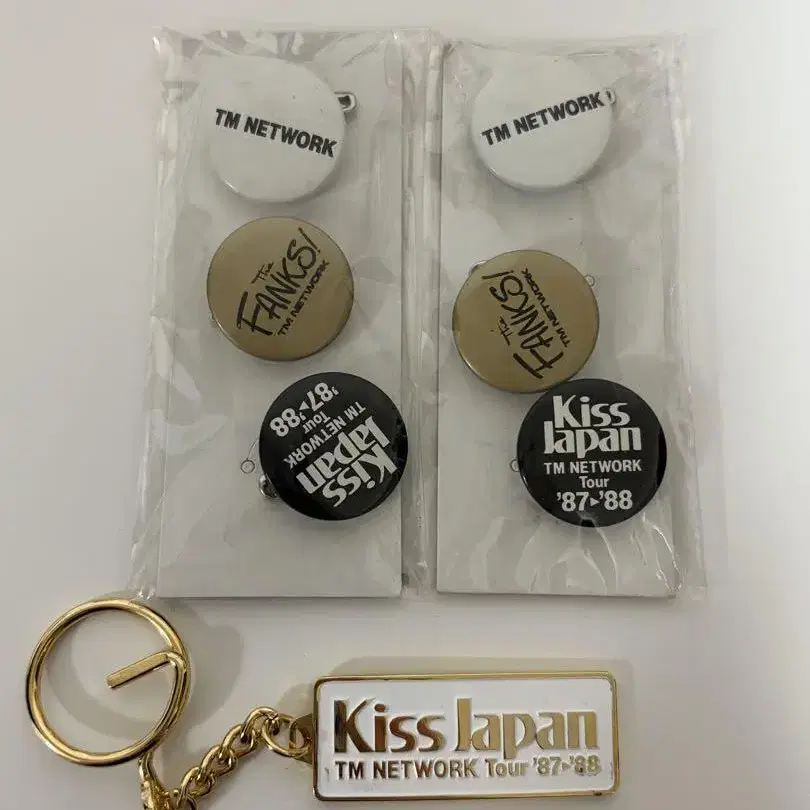 TM NETWORK
TM NETWORK
The
FANKS!
TM NETWORK
The
FANKS!
TM NETWORK
Kiss
Japan
TM NETWORK
Tour
'87▸'88
Kiss
Japan
TM NETWORK
Tour
'87▸'88
Kiss Japan
TM NETWORK Tour '87▸'88